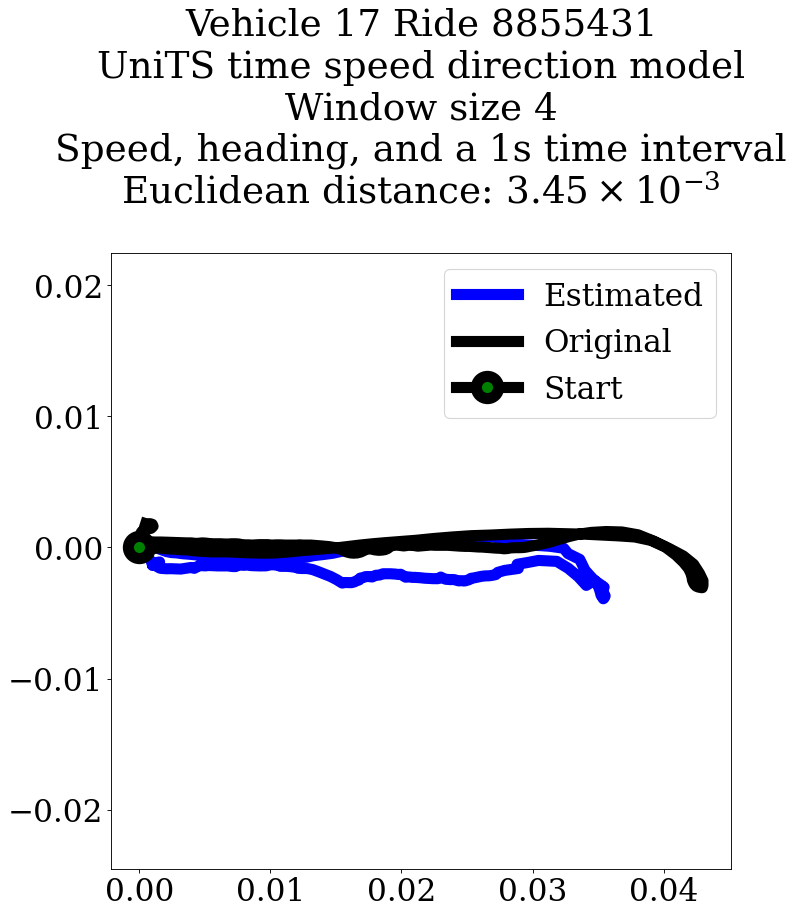 Vehicle 17 Ride 8855431
UniTS time speed direction model
Window size 4
Speed, heading, and a 1s time interval
Euclidean distance: 3.45 × 10⁻³
Estimated
Original
Start
0.02
0.01
0.00
−0.01
−0.02
0.00 0.01 0.02 0.03 0.04